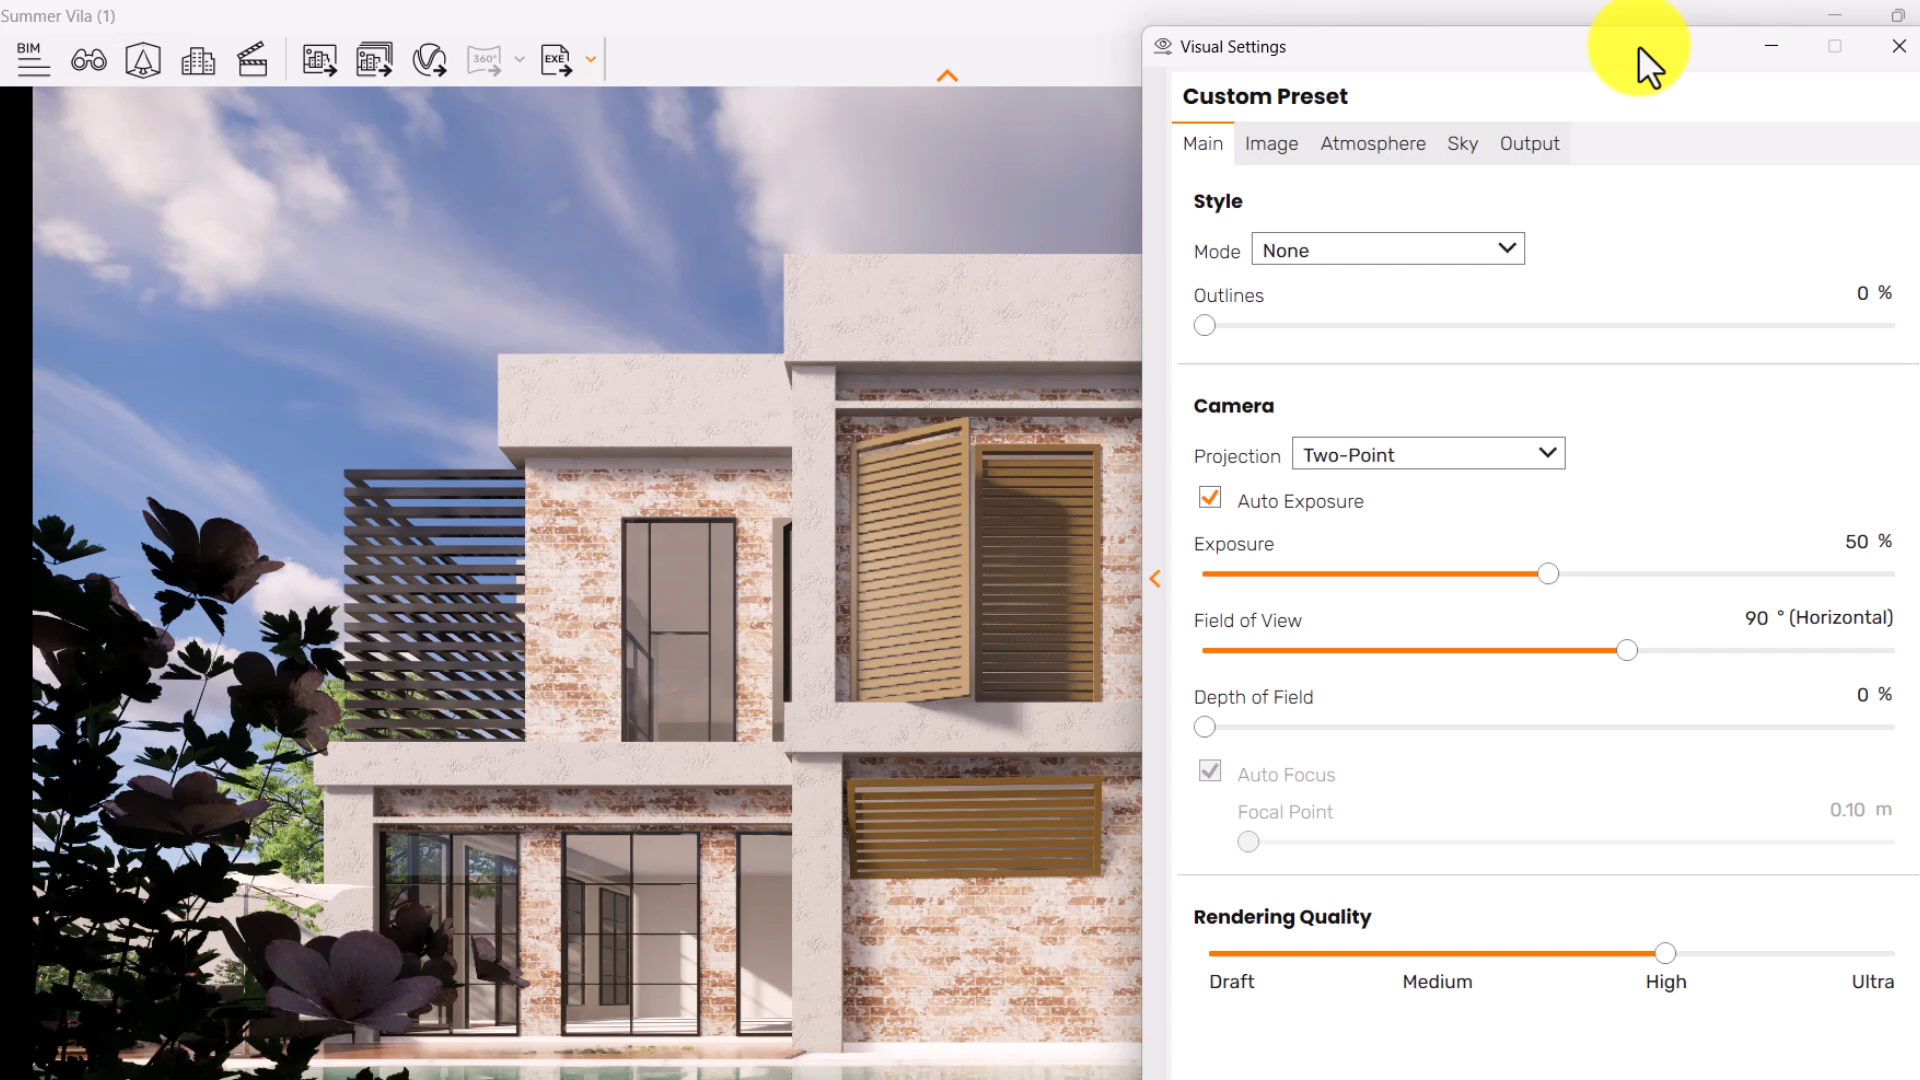 Summer Vila (1)
BIM
360°
EXE
Visual Settings
Custom Preset
Main Image Atmosphere Sky Output
Style
Mode None
Outlines 0 %
Camera
Projection Two-Point
Auto Exposure
Exposure 50 %
Field of View 90 ° (Horizontal)
Depth of Field 0 %
Auto Focus
Focal Point 0.10 m
Rendering Quality
Draft Medium High Ultra